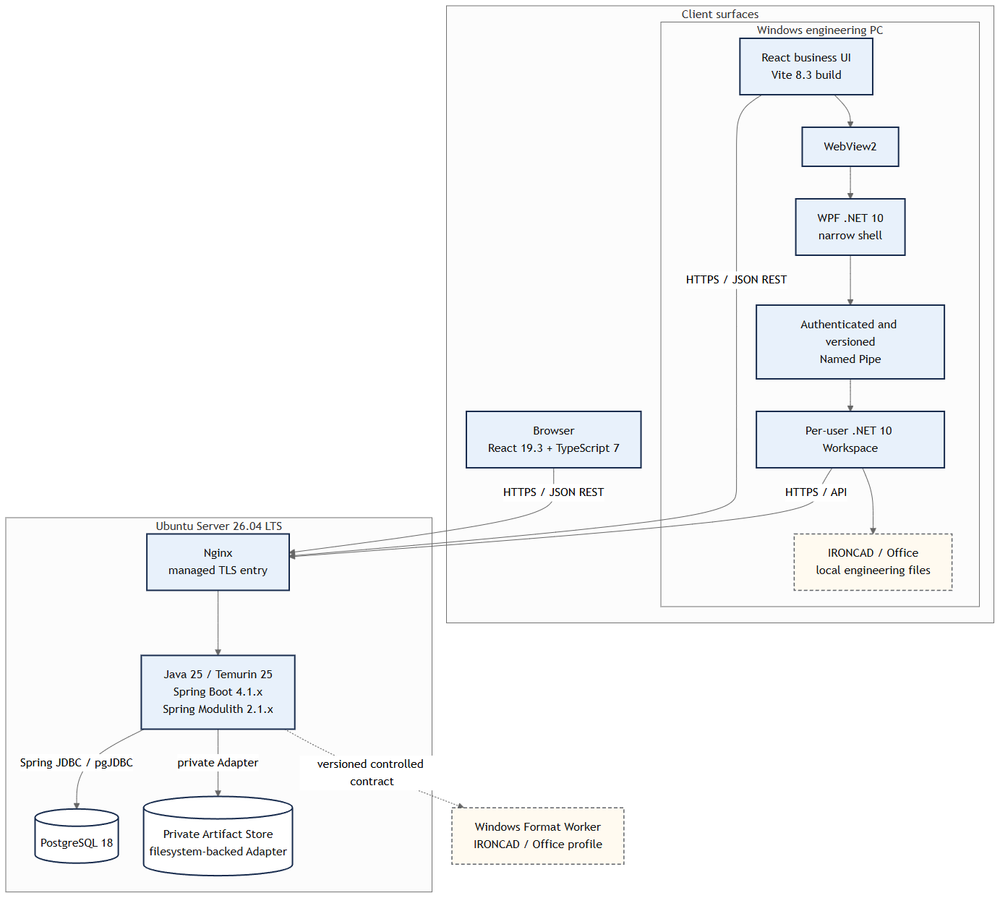 Client surfaces
Windows engineering PC
React business UI
Vite 8.3 build
WebView2
WPF .NET 10
narrow shell
HTTPS / JSON REST
Authenticated and
versioned
Named Pipe
Browser
React 19.3 + TypeScript 7
Per-user .NET 10
Workspace
HTTPS / JSON REST
HTTPS / API
IRONCAD / Office
local engineering files
Ubuntu Server 26.04 LTS
Nginx
managed TLS entry
Java 25 / Temurin 25
Spring Boot 4.1.x
Spring Modulith 2.1.x
Spring JDBC / pgJDBC
private Adapter
versioned controlled
contract
PostgreSQL 18
Private Artifact Store
filesystem-backed Adapter
Windows Format Worker
IRONCAD / Office profile